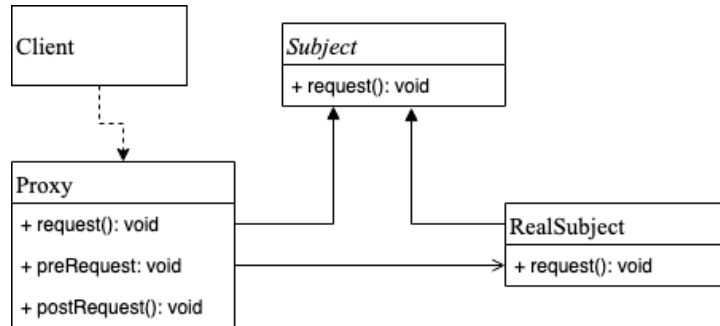 Client
Subject
+ request(): void
Proxy
+ request(): void
+ preRequest: void
+ postRequest(): void
RealSubject
+ request(): void